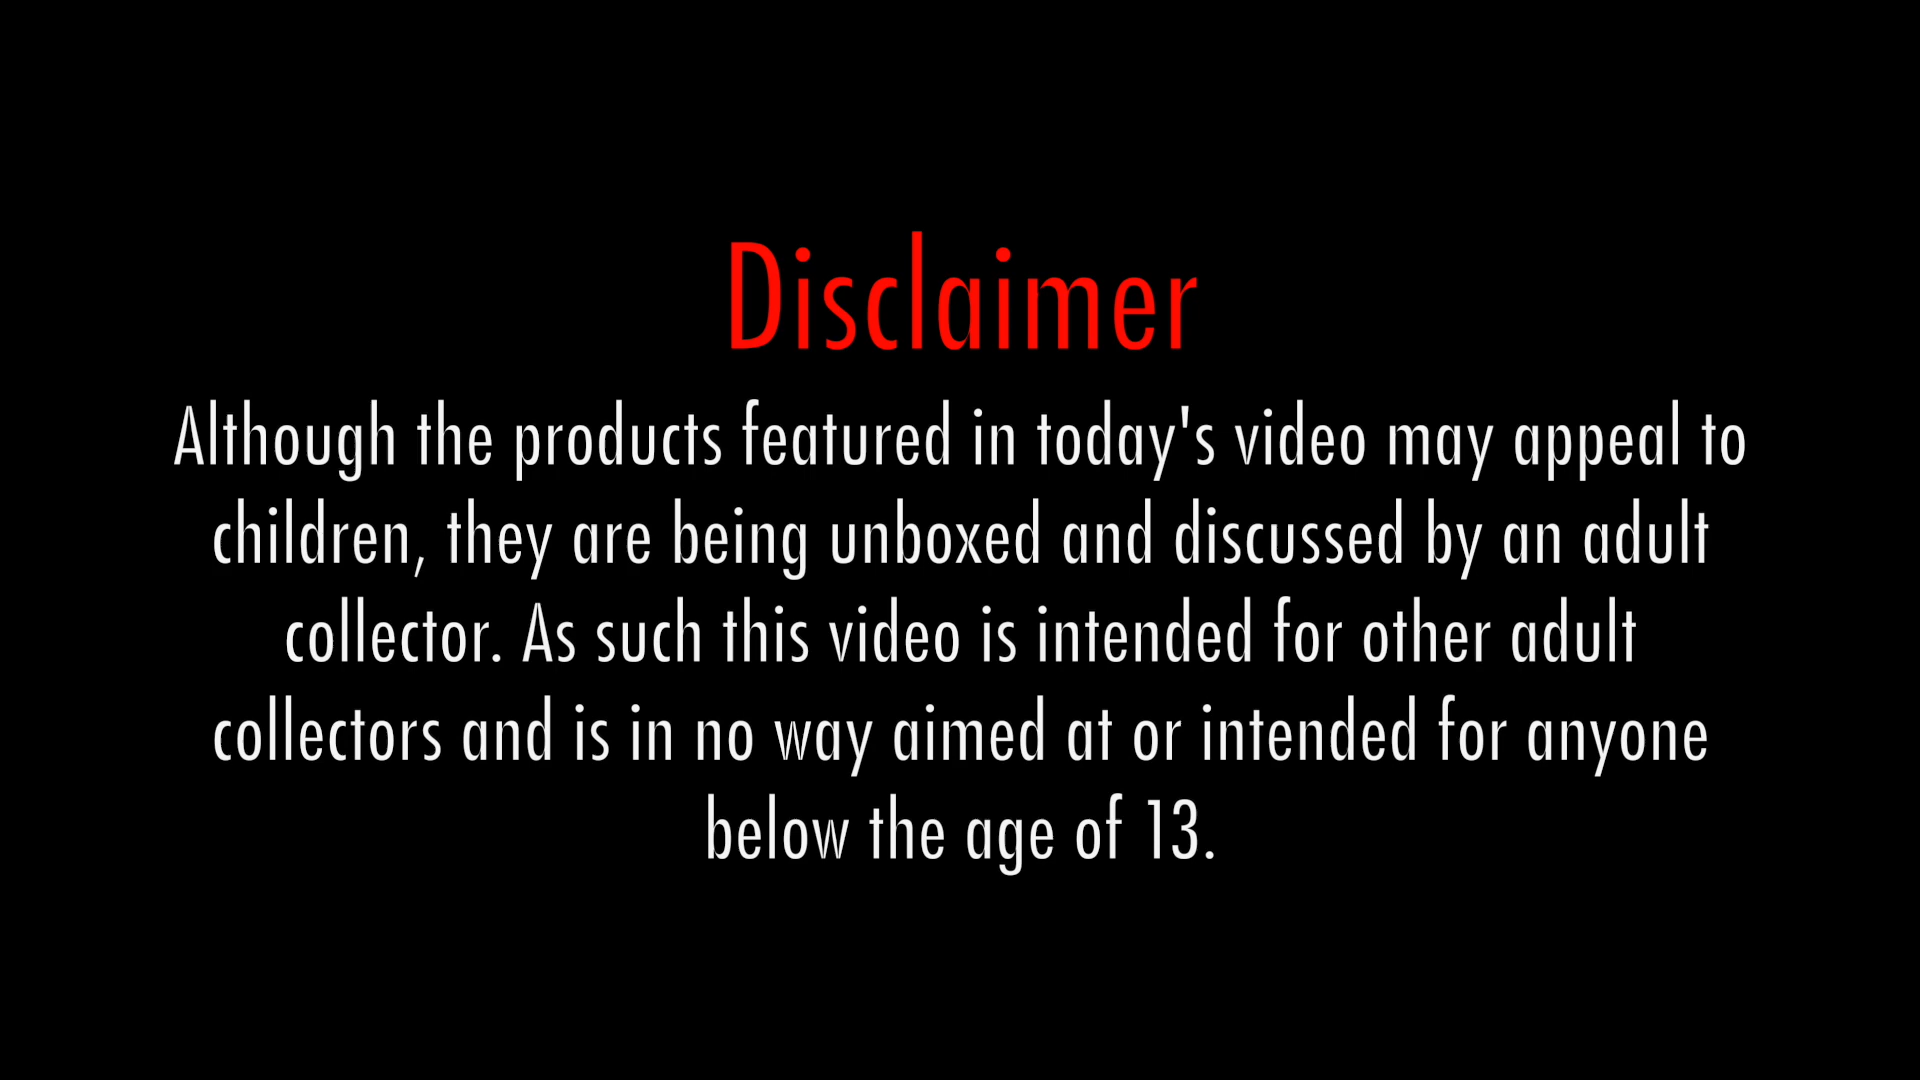 Disclaimer
Although the products featured in today's video may appeal to
children, they are being unboxed and discussed by an adult
collector. As such this video is intended for other adult
collectors and is in no way aimed at or intended for anyone
below the age of 13.